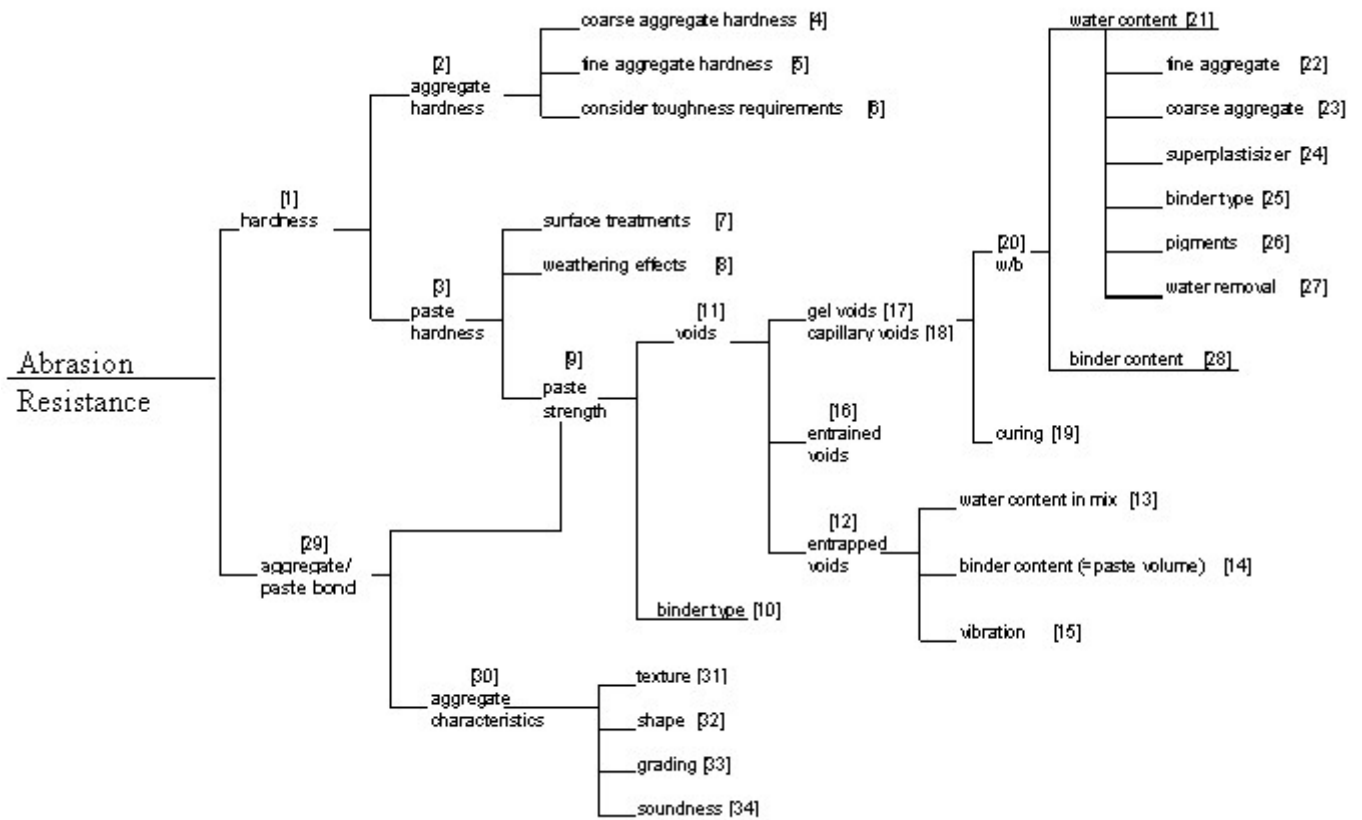 Abrasion
Resistance
[1]
hardness
[2]
aggregate
hardness
coarse aggregate hardness [4]
fine aggregate hardness [5]
consider toughness requirements [6]
[3]
paste
hardness
surface treatments [7]
weathering effects [8]
[9]
paste
strength
[11]
voids
gel voids [17]
capillary voids [18]
[20]
w/b
water content [21]
fine aggregate [22]
coarse aggregate [23]
superplastisizer [24]
binder type [25]
pigments [26]
water removal [27]
binder content [28]
curing [19]
[16]
entrained
voids
[12]
entrapped
voids
water content in mix [13]
binder content (=paste volume) [14]
vibration [15]
binder type [10]
[29]
aggregate/
paste bond
[30]
aggregate
characteristics
texture [31]
shape [32]
grading [33]
soundness [34]